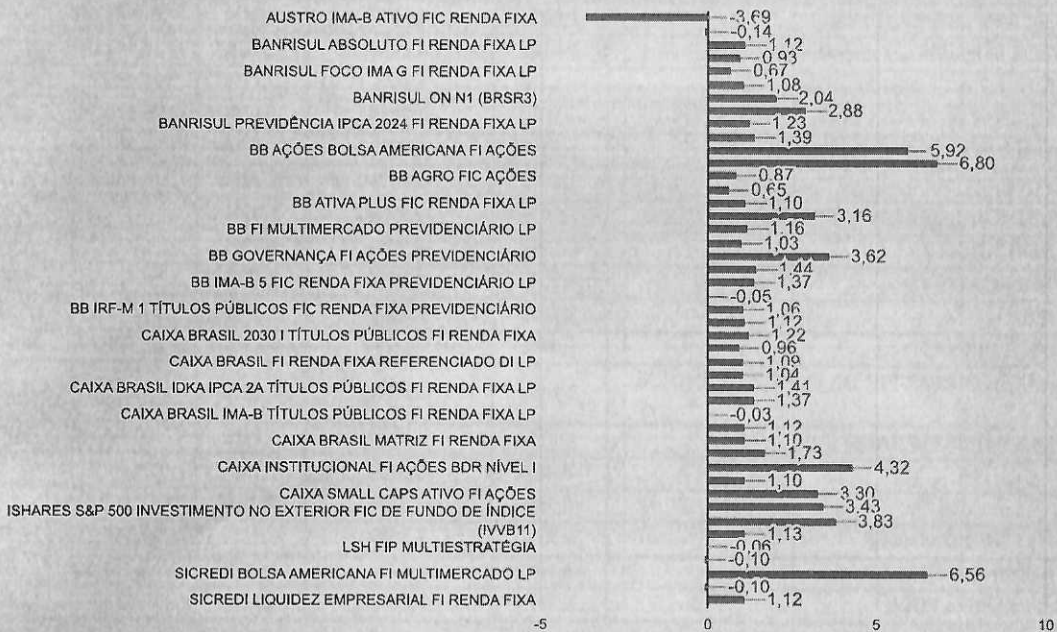 AUSTRO IMA-B ATIVO FIC RENDA FIXA -3,69
-0,14
BANRISUL ABSOLUTO FI RENDA FIXA LP 1,12
0,93
BANRISUL FOCO IMA G FI RENDA FIXA LP 0,67
1,08
BANRISUL ON N1 (BRSR3) 2,04
2,88
BANRISUL PREVIDÊNCIA IPCA 2024 FI RENDA FIXA LP 1,23
1,39
BB AÇÕES BOLSA AMERICANA FI AÇÕES 5,92
6,80
BB AGRO FIC AÇÕES 0,87
0,65
BB ATIVA PLUS FIC RENDA FIXA LP 1,10
3,16
BB FI MULTIMERCADO PREVIDENCIÁRIO LP 1,16
1,03
BB GOVERNANÇA FI AÇÕES PREVIDENCIÁRIO 3,62
1,44
BB IMA-B 5 FIC RENDA FIXA PREVIDENCIÁRIO LP 1,37
-0,05
BB IRF-M 1 TÍTULOS PÚBLICOS FIC RENDA FIXA PREVIDENCIÁRIO 1,06
1,12
CAIXA BRASIL 2030 I TÍTULOS PÚBLICOS FI RENDA FIXA 1,22
0,96
CAIXA BRASIL FI RENDA FIXA REFERENCIADO DI LP 1,09
1,04
CAIXA BRASIL IDKA IPCA 2A TÍTULOS PÚBLICOS FI RENDA FIXA LP 1,41
1,37
CAIXA BRASIL IMA-B TÍTULOS PÚBLICOS FI RENDA FIXA LP -0,03
1,12
CAIXA BRASIL MATRIZ FI RENDA FIXA 1,10
1,73
CAIXA INSTITUCIONAL FI AÇÕES BDR NÍVEL I 4,32
1,10
CAIXA SMALL CAPS ATIVO FI AÇÕES 3,30
3,43
ISHARES S&P 500 INVESTIMENTO NO EXTERIOR FIC DE FUNDO DE ÍNDICE
(IVVB11) 3,83
1,13
LSH FIP MULTIESTRATÉGIA -0,06
-0,10
SICREDI BOLSA AMERICANA FI MULTIMERCADO LP 6,56
-0,10
SICREDI LIQUIDEZ EMPRESARIAL FI RENDA FIXA 1,12
-5 0 5 10